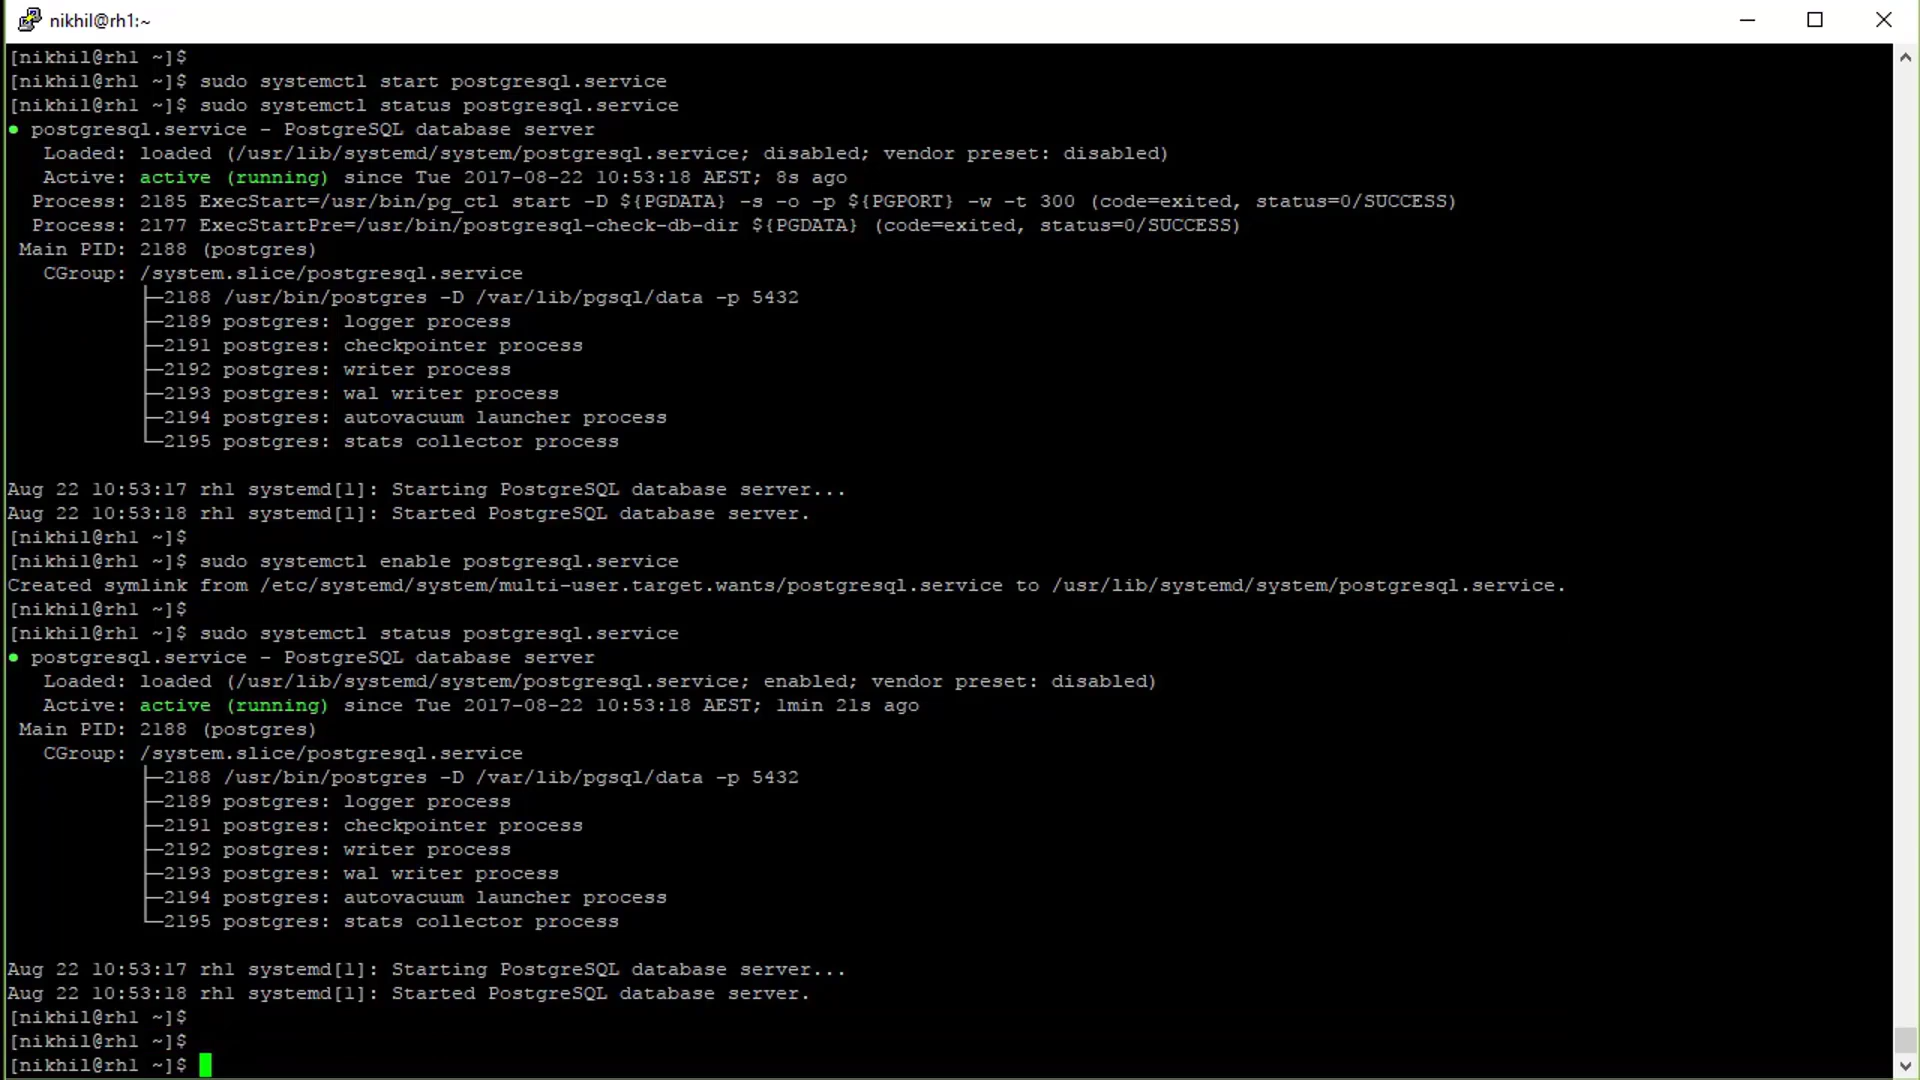 nikhil@rh1:~
[nikhil@rh1 ~]$
[nikhil@rh1 ~]$ sudo systemctl start postgresql.service
[nikhil@rh1 ~]$ sudo systemctl status postgresql.service
● postgresql.service - PostgreSQL database server
   Loaded: loaded (/usr/lib/systemd/system/postgresql.service; disabled; vendor preset: disabled)
   Active: active (running) since Tue 2017-08-22 10:53:18 AEST; 8s ago
  Process: 2185 ExecStart=/usr/bin/pg_ctl start -D ${PGDATA} -s -o -p ${PGPORT} -w -t 300 (code=exited, status=0/SUCCESS)
  Process: 2177 ExecStartPre=/usr/bin/postgresql-check-db-dir ${PGDATA} (code=exited, status=0/SUCCESS)
 Main PID: 2188 (postgres)
   CGroup: /system.slice/postgresql.service
           ├─2188 /usr/bin/postgres -D /var/lib/pgsql/data -p 5432
           ├─2189 postgres: logger process
           ├─2191 postgres: checkpointer process
           ├─2192 postgres: writer process
           ├─2193 postgres: wal writer process
           ├─2194 postgres: autovacuum launcher process
           └─2195 postgres: stats collector process

Aug 22 10:53:17 rh1 systemd[1]: Starting PostgreSQL database server...
Aug 22 10:53:18 rh1 systemd[1]: Started PostgreSQL database server.
[nikhil@rh1 ~]$
[nikhil@rh1 ~]$ sudo systemctl enable postgresql.service
Created symlink from /etc/systemd/system/multi-user.target.wants/postgresql.service to /usr/lib/systemd/system/postgresql.service.
[nikhil@rh1 ~]$
[nikhil@rh1 ~]$ sudo systemctl status postgresql.service
● postgresql.service - PostgreSQL database server
   Loaded: loaded (/usr/lib/systemd/system/postgresql.service; enabled; vendor preset: disabled)
   Active: active (running) since Tue 2017-08-22 10:53:18 AEST; 1min 21s ago
 Main PID: 2188 (postgres)
   CGroup: /system.slice/postgresql.service
           ├─2188 /usr/bin/postgres -D /var/lib/pgsql/data -p 5432
           ├─2189 postgres: logger process
           ├─2191 postgres: checkpointer process
           ├─2192 postgres: writer process
           ├─2193 postgres: wal writer process
           ├─2194 postgres: autovacuum launcher process
           └─2195 postgres: stats collector process

Aug 22 10:53:17 rh1 systemd[1]: Starting PostgreSQL database server...
Aug 22 10:53:18 rh1 systemd[1]: Started PostgreSQL database server.
[nikhil@rh1 ~]$
[nikhil@rh1 ~]$
[nikhil@rh1 ~]$